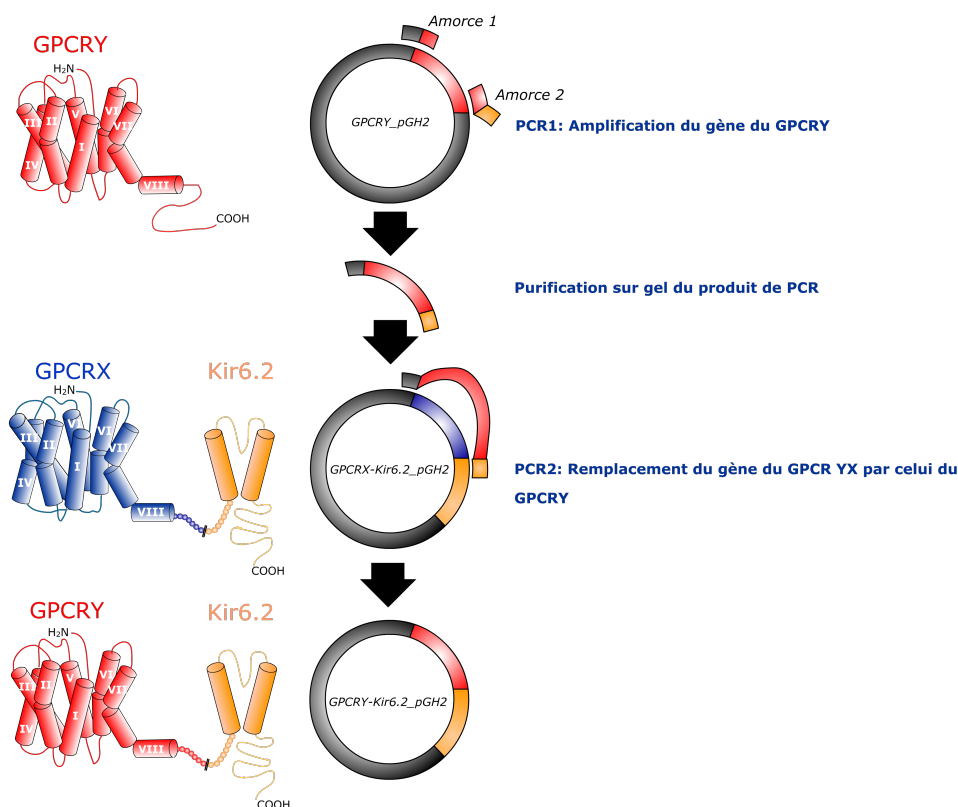 Amorce 1
GPCRY
H₂N
III
II
V
VI
VII
I
IV
VIII
COOH
GPCRY_pGH2
Amorce 2
PCR1: Amplification du gène du GPCRY
Purification sur gel du produit de PCR
GPCRX
Kir6.2
H₂N
III
II
VI
VI
VII
I
IV
VIII
COOH
GPCRX-Kir6.2_pGH2
PCR2: Remplacement du gène du GPCR YX par celui du
GPCRY
GPCRY
Kir6.2
H₂N
III
II
V
VI
VII
I
IV
VIII
COOH
GPCRY-Kir6.2_pGH2